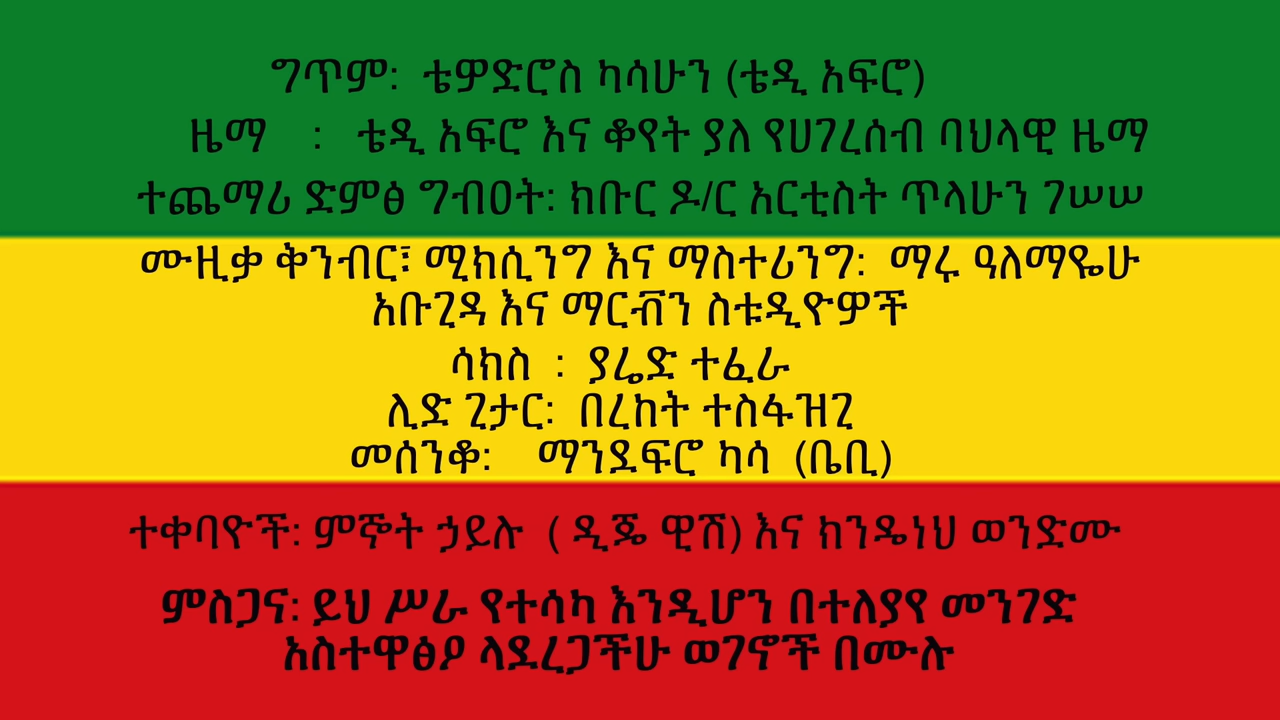 ግጥም: ቴዎድሮስ ካሳሁን (ቴዲ አፍሮ)
ዜማ : ቴዲ አፍሮ እና ቆየት ያለ የሀገረሰብ ባህላዊ ዜማ
ተጨማሪ ድምፅ ግብዐት: ክቡር ዶ/ር አርቲስት ጥላሁን ገሠሠ
ሙዚቃ ቅንብር፣ ሚክሲንግ እና ማስተሪንግ: ማሩ ዓለማዬሁ
አቡጊዳ እና ማርቭን ስቱዲዮዎች
ሳክስ : ያሬድ ተፈራ
ሊድ ጊታር: በረከት ተስፋዝጊ
መሰንቆ: ማንደፍሮ ካሳ (ቤቢ)
ተቀባዮች: ምኞት ኃይሉ ( ዲጄ ዊሽ) እና ክንዴነህ ወንድሙ
ምስጋና: ይህ ሥራ የተሳካ እንዲሆን በተለያየ መንገድ
አስተዋፅዖ ላደረጋችሁ ወገኖች በሙሉ